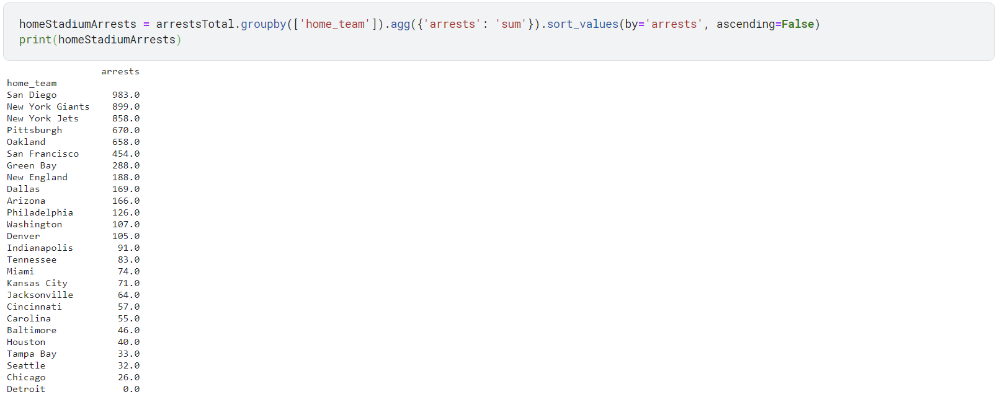 homeStadiumArrests = arrestsTotal.groupby(['home_team']).agg({'arrests': 'sum'}).sort_values(by='arrests', ascending=False)
print(homeStadiumArrests)
arrests
home_team
San Diego 983.0
New York Giants 899.0
New York Jets 858.0
Pittsburgh 670.0
Oakland 658.0
San Francisco 454.0
Green Bay 288.0
New England 188.0
Dallas 169.0
Arizona 166.0
Philadelphia 126.0
Washington 107.0
Denver 105.0
Indianapolis 91.0
Tennessee 83.0
Miami 74.0
Kansas City 71.0
Jacksonville 64.0
Cincinnati 57.0
Carolina 55.0
Baltimore 46.0
Houston 40.0
Tampa Bay 33.0
Seattle 32.0
Chicago 26.0
Detroit 0.0